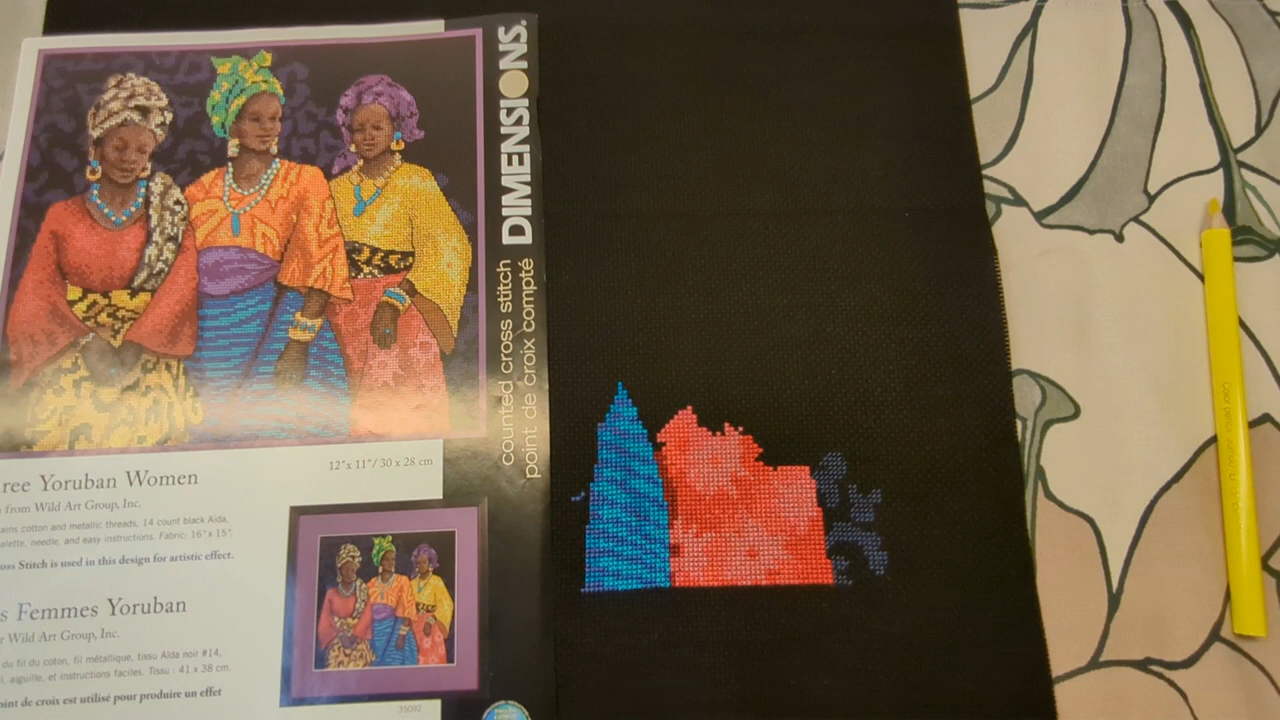 DIMENSIONS.
counted cross stitch
point de croix compté
12"x 11"/ 30 x 28 cm
ree Yoruban Women
from Wild Art Group, Inc.
ains cotton and metallic threads, 14 count black Aida,
alette, needle, and easy instructions. Fabric: 16"x 15".
oss Stitch is used in this design for artistic effect.
s Femmes Yoruban
r Wild Art Group, Inc.
du fil du coton, fil métallique, tissu Aïda noir #14,
l, aiguille, et instructions faciles. Tissu : 41 x 38 cm.
oint de croix est utilisé pour produire un effet
35092